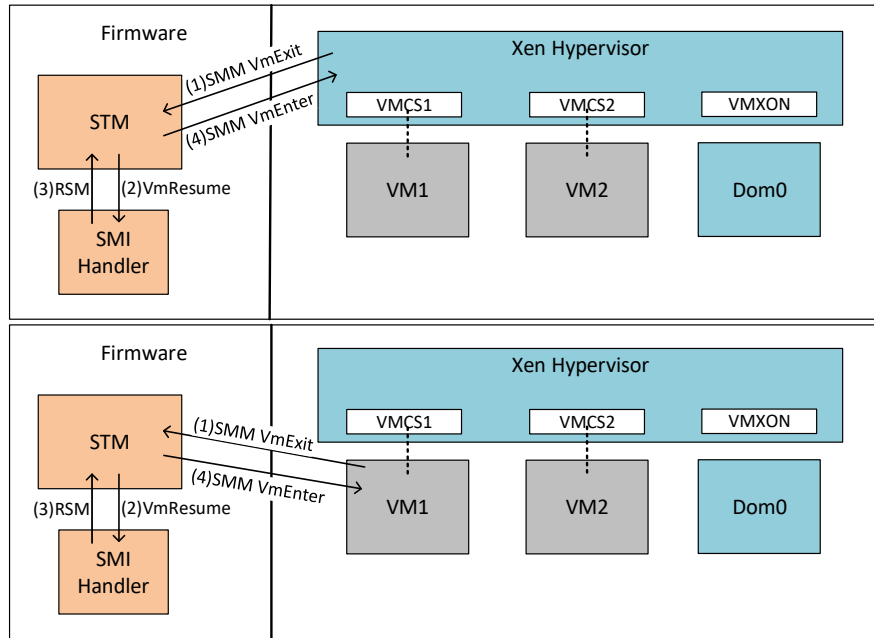 Firmware
Xen Hypervisor
(1)SMM VmExit
(4)SMM VmEnter
STM
VMCS1
VMCS2
VMXON
(3)RSM
(2)VmResume
VM1
VM2
Dom0
SMI
Handler
Firmware
Xen Hypervisor
(1)SMM VmExit
(4)SMM VmEnter
STM
VMCS1
VMCS2
VMXON
(3)RSM
(2)VmResume
VM1
VM2
Dom0
SMI
Handler